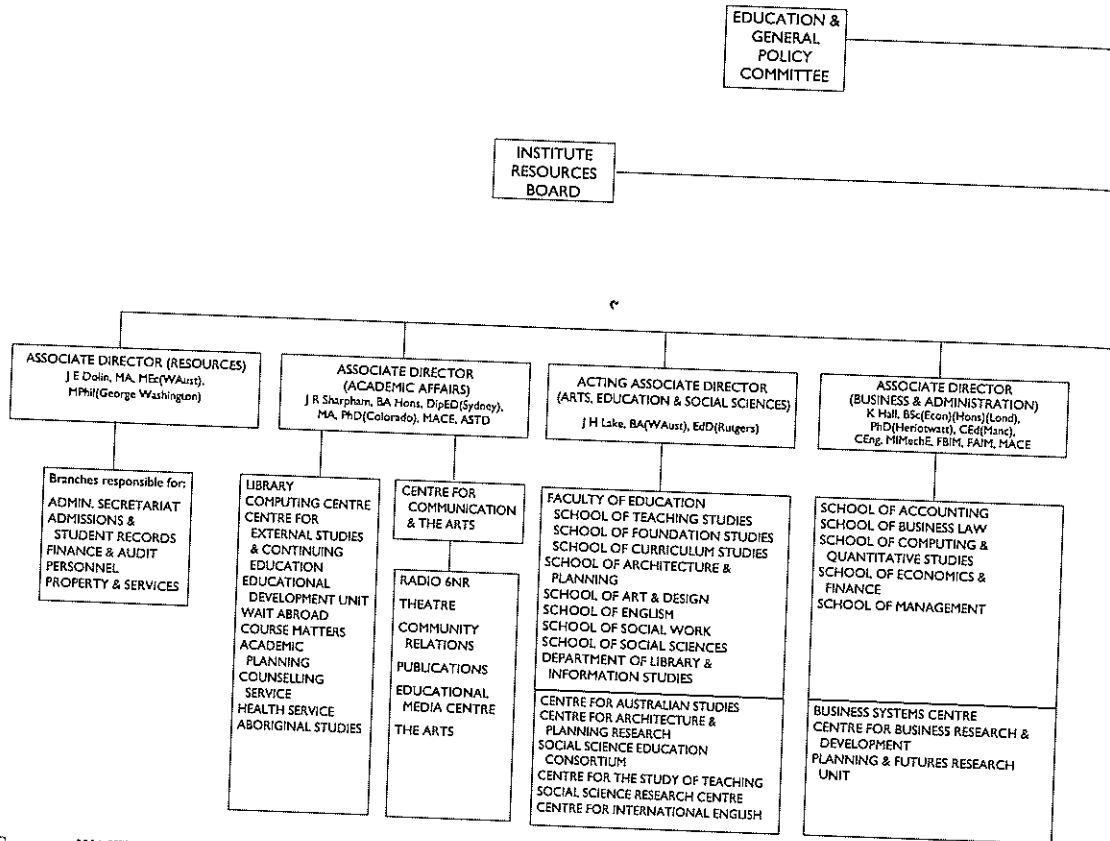 EDUCATION &
GENERAL
POLICY
COMMITTEE
INSTITUTE
RESOURCES
BOARD
ASSOCIATE DIRECTOR (RESOURCES)
J E Dolin, MA, MEc(WAust),
MPhil(George Washington)
Branches responsible for:
ADMIN. SECRETARIAT
ADMISSIONS &
STUDENT RECORDS
FINANCE & AUDIT
PERSONNEL
PROPERTY & SERVICES
ASSOCIATE DIRECTOR
(ACADEMIC AFFAIRS)
J R Sharpham, BA Hons, DipED(Sydney),
MA, PhD(Colorado), MACE, ASTD
LIBRARY
COMPUTING CENTRE
CENTRE FOR
EXTERNAL STUDIES
& CONTINUING
EDUCATION
EDUCATIONAL
DEVELOPMENT UNIT
WAIT ABROAD
COURSE MATTERS
ACADEMIC
PLANNING
COUNSELLING
SERVICE
HEALTH SERVICE
ABORIGINAL STUDIES
CENTRE FOR
COMMUNICATION
& THE ARTS
RADIO 6NR
THEATRE
COMMUNITY
RELATIONS
PUBLICATIONS
EDUCATIONAL
MEDIA CENTRE
THE ARTS
ACTING ASSOCIATE DIRECTOR
(ARTS, EDUCATION & SOCIAL SCIENCES)
J H Lake, BA(WAust), EdD(Rutgers)
FACULTY OF EDUCATION
SCHOOL OF TEACHING STUDIES
SCHOOL OF FOUNDATION STUDIES
SCHOOL OF CURRICULUM STUDIES
SCHOOL OF ARCHITECTURE &
PLANNING
SCHOOL OF ART & DESIGN
SCHOOL OF ENGLISH
SCHOOL OF SOCIAL WORK
SCHOOL OF SOCIAL SCIENCES
DEPARTMENT OF LIBRARY &
INFORMATION STUDIES
CENTRE FOR AUSTRALIAN STUDIES
CENTRE FOR ARCHITECTURE &
PLANNING RESEARCH
SOCIAL SCIENCE EDUCATION
CONSORTIUM
CENTRE FOR THE STUDY OF TEACHING
SOCIAL SCIENCE RESEARCH CENTRE
CENTRE FOR INTERNATIONAL ENGLISH
ASSOCIATE DIRECTOR
(BUSINESS & ADMINISTRATION)
K Hall, BSc(Econ)(Hons)(Lond),
PhD(Heriotwatt), CEd(Manc),
CEng, MIMechE, FBIM, FAIM, MACE
SCHOOL OF ACCOUNTING
SCHOOL OF BUSINESS LAW
SCHOOL OF COMPUTING &
QUANTITATIVE STUDIES
SCHOOL OF ECONOMICS &
FINANCE
SCHOOL OF MANAGEMENT
BUSINESS SYSTEMS CENTRE
CENTRE FOR BUSINESS RESEARCH &
DEVELOPMENT
PLANNING & FUTURES RESEARCH
UNIT